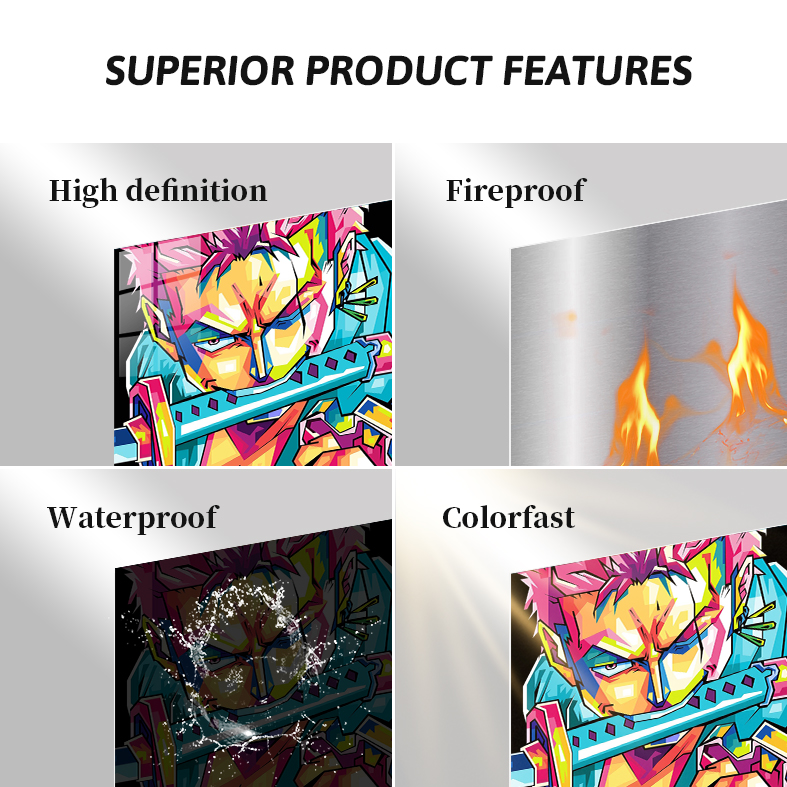 SUPERIOR PRODUCT FEATURES
High definition
Fireproof
Waterproof
Colorfast